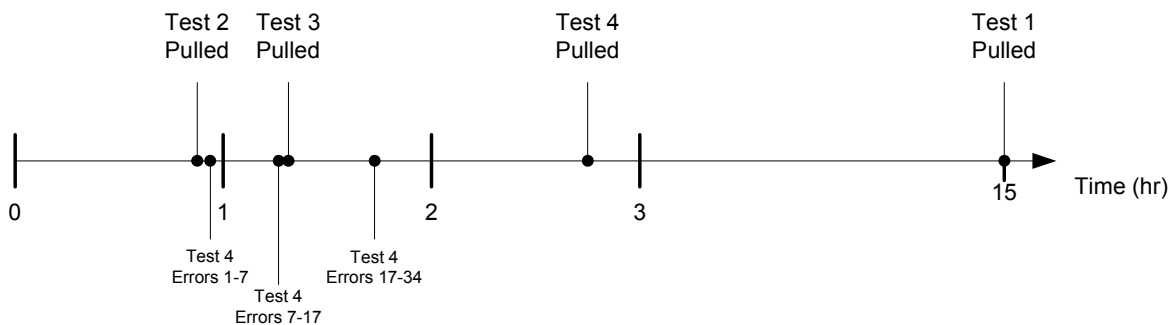 Test 2
Pulled
Test 3
Pulled
Test 4
Pulled
Test 1
Pulled
0
1
2
3
15
Time (hr)
Test 4
Errors 1-7
Test 4
Errors 7-17
Test 4
Errors 17-34